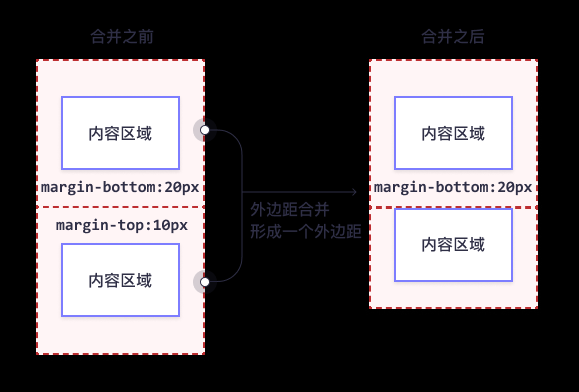 合并之前
合并之后
内容区域
margin-bottom:20px
margin-top:10px
内容区域
外边距合并
形成一个外边距
内容区域
margin-bottom:20px
内容区域